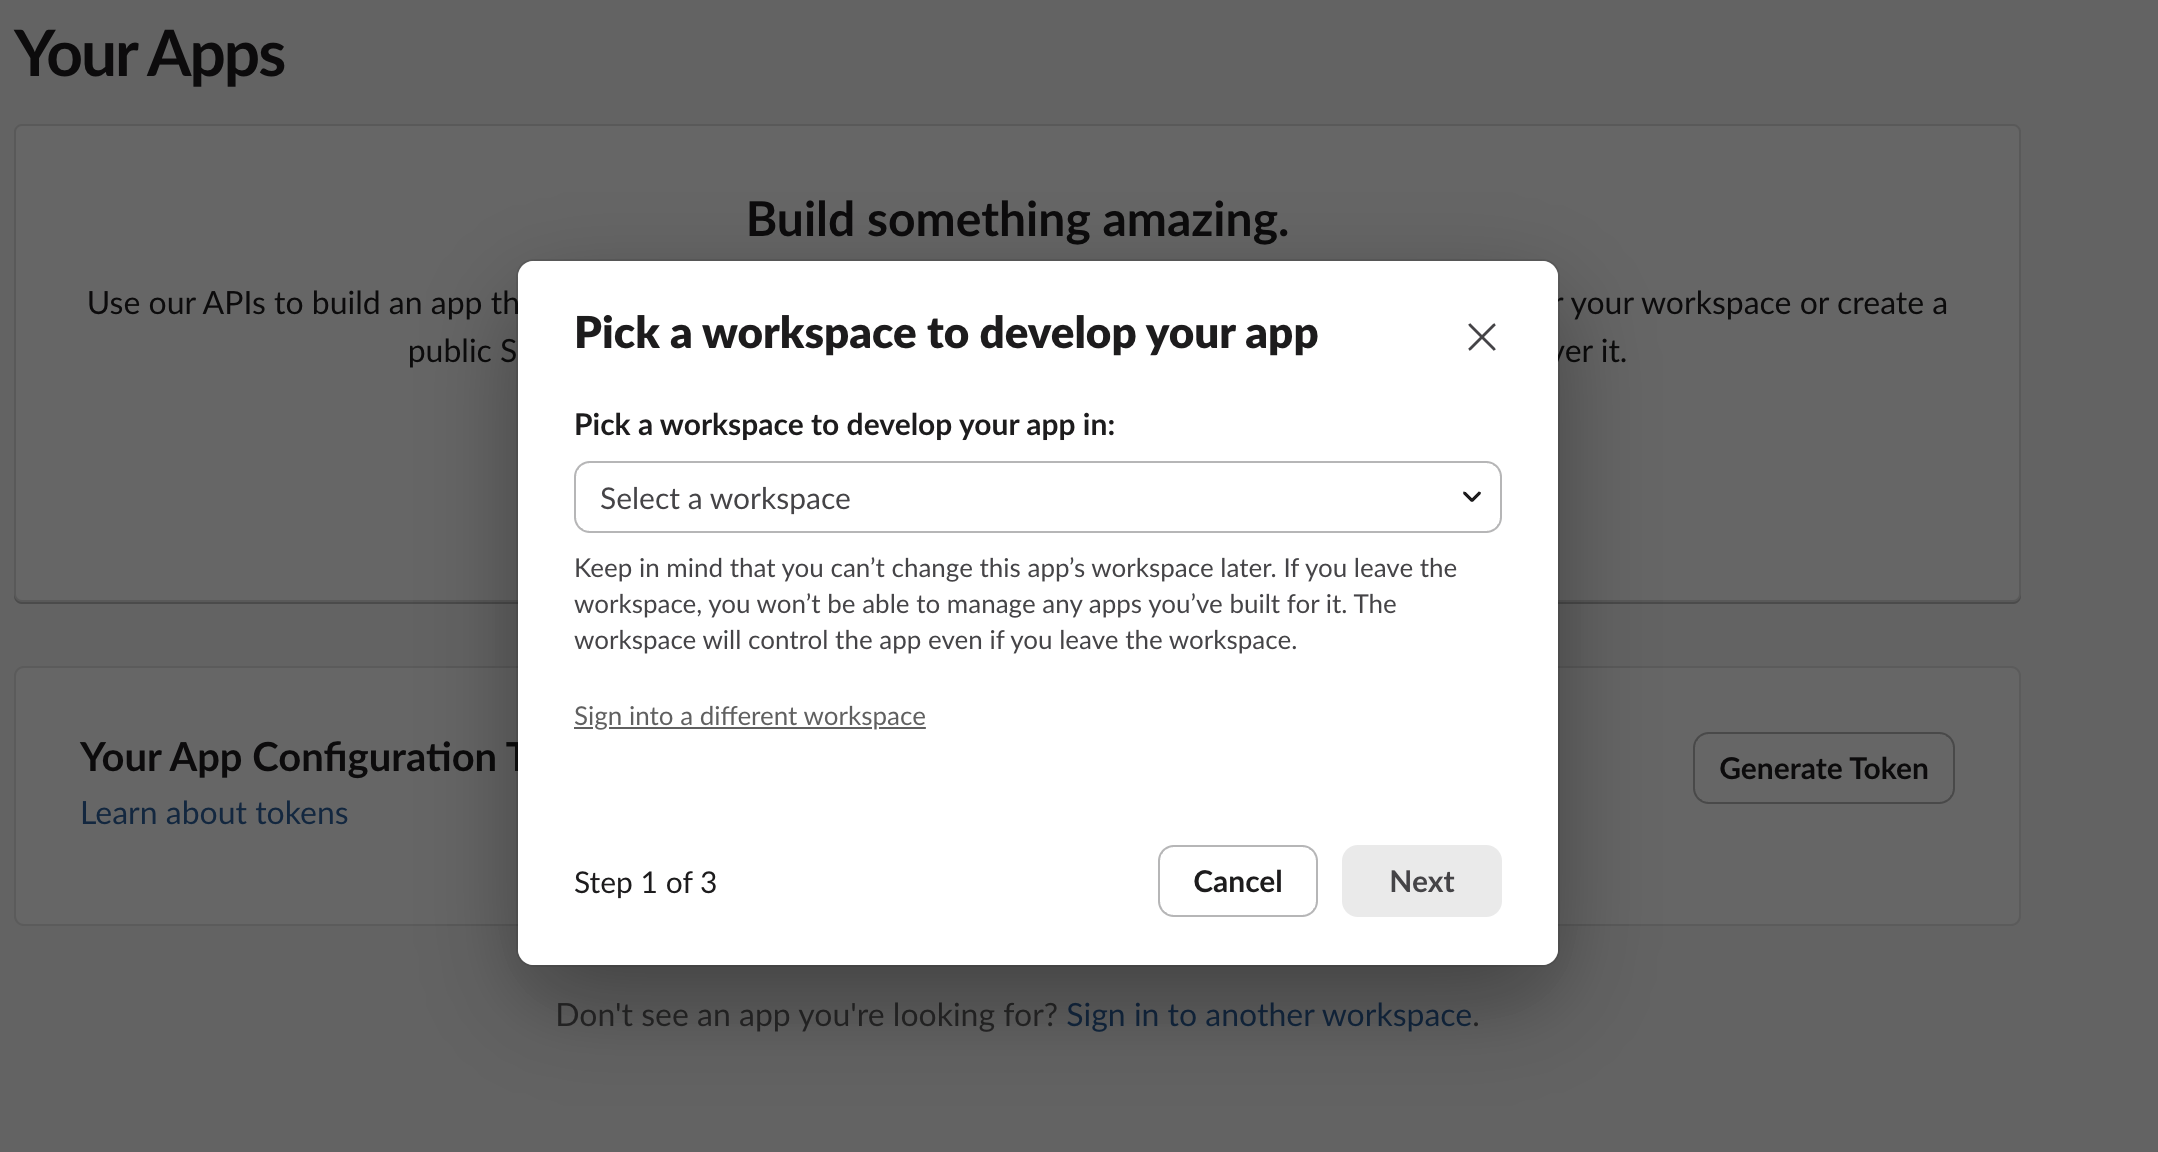 Your Apps
Build something amazing.
Use our APIs to build an app th
your workspace or create a
public S
ver it.
Pick a workspace to develop your app
Pick a workspace to develop your app in:
Select a workspace
Keep in mind that you can’t change this app’s workspace later. If you leave the
workspace, you won’t be able to manage any apps you’ve built for it. The
workspace will control the app even if you leave the workspace.
Sign into a different workspace
Your App Configuration
Generate Token
Learn about tokens
Step 1 of 3
Cancel
Next
Don't see an app you're looking for? Sign in to another workspace.